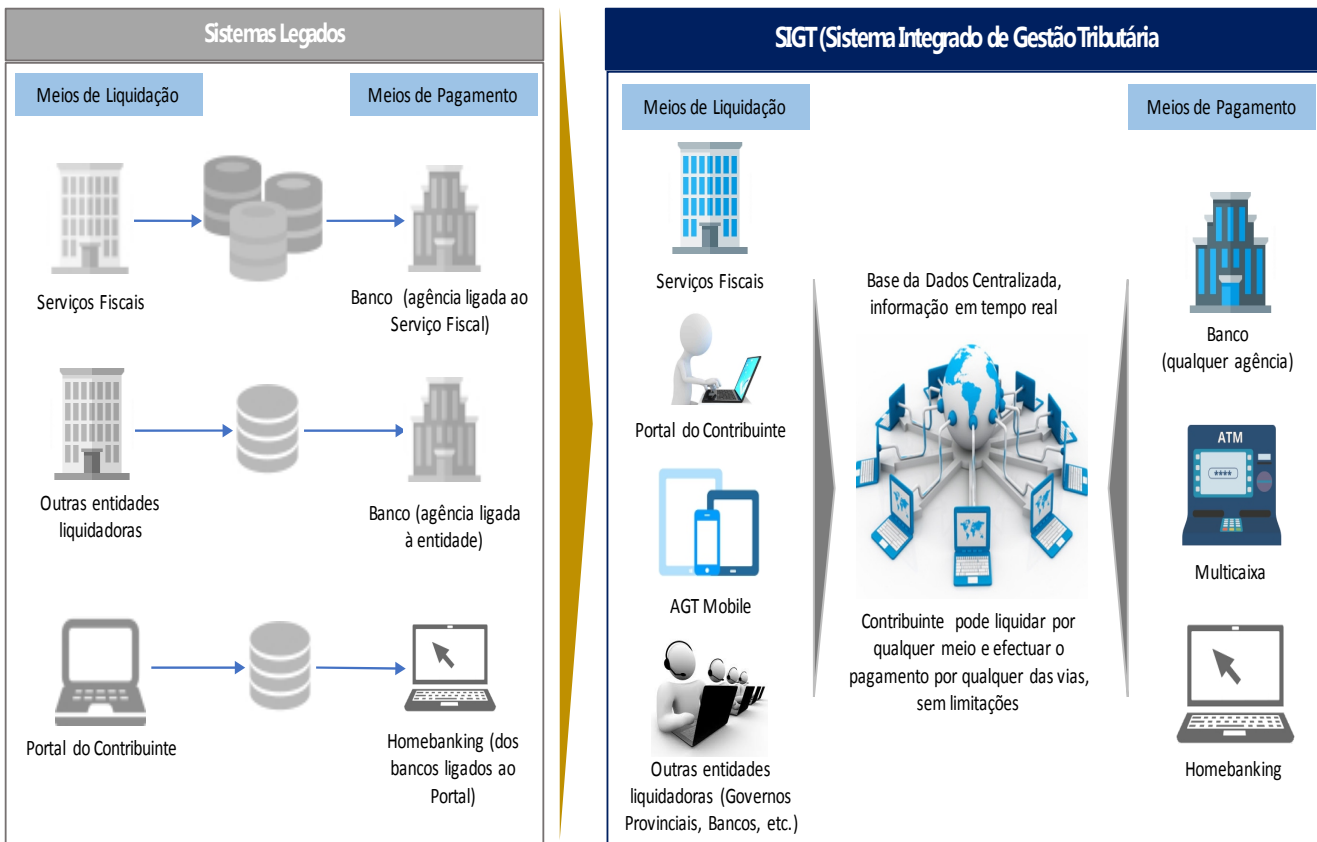 Sistemas Legados
Meios de Liquidação
Meios de Pagamento
Serviços Fiscais
Banco (agência ligada ao
Serviço Fiscal)
Outras entidades
liquidadoras
Banco (agência ligada
à entidade)
Portal do Contribuinte
Homebanking (dos
bancos ligados ao
Portal)
SIGT (Sistema Integrado de Gestão Tributária
Meios de Liquidação
Meios de Pagamento
Serviços Fiscais
Portal do Contribuinte
AGT Mobile
Outras entidades
liquidadoras (Governos
Provinciais, Bancos, etc.)
Base da Dados Centralizada,
informação em tempo real
Contribuinte pode liquidar por
qualquer meio e efectuar o
pagamento por qualquer das vias,
sem limitações
Banco
(qualquer agência)
ATM
****
Multicaixa
Homebanking